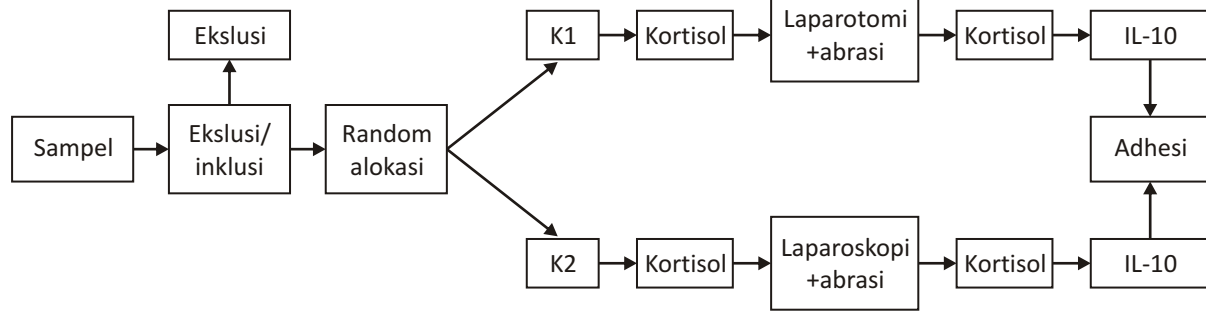 Ekslusi
Sampel
Ekslusi/
inklusi
Random
alokasi
K1
Kortisol
Laparotomi
+abrasi
Kortisol
IL-10
Adhesi
K2
Kortisol
Laparoskopi
+abrasi
Kortisol
IL-10